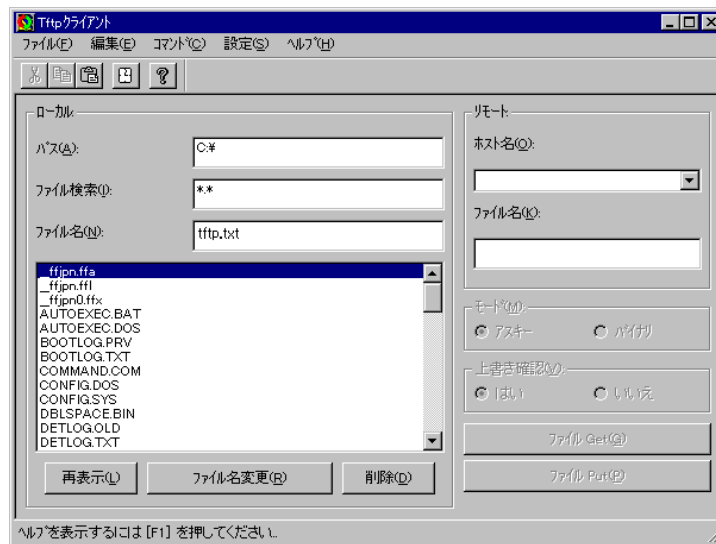 Tftpクライアント
ファイル(F) 編集(E) コマンド(C) 設定(S) ヘルプ(H)
ローカル
パス(A):
C:¥
ファイル検索(I):
*.*
ファイル名(N):
tftp.txt
_ffjpn.ffa
_ffjpn.ffl
_ffjpn0.ffx
AUTOEXEC.BAT
AUTOEXEC.DOS
BOOTLOG.PRV
BOOTLOG.TXT
COMMAND.COM
CONFIG.DOS
CONFIG.SYS
DBLSPACE.BIN
DETLOG.OLD
DETLOG.TXT
再表示(L) ファイル名変更(R) 削除(D)
リモート
ホスト名(O):
ファイル名(K):
モード(M):
アスキー バイナリ
上書き確認(V):
はい いいえ
ファイル Get(G)
ファイル Put(P)
ヘルプを表示するには [F1] を押してください..